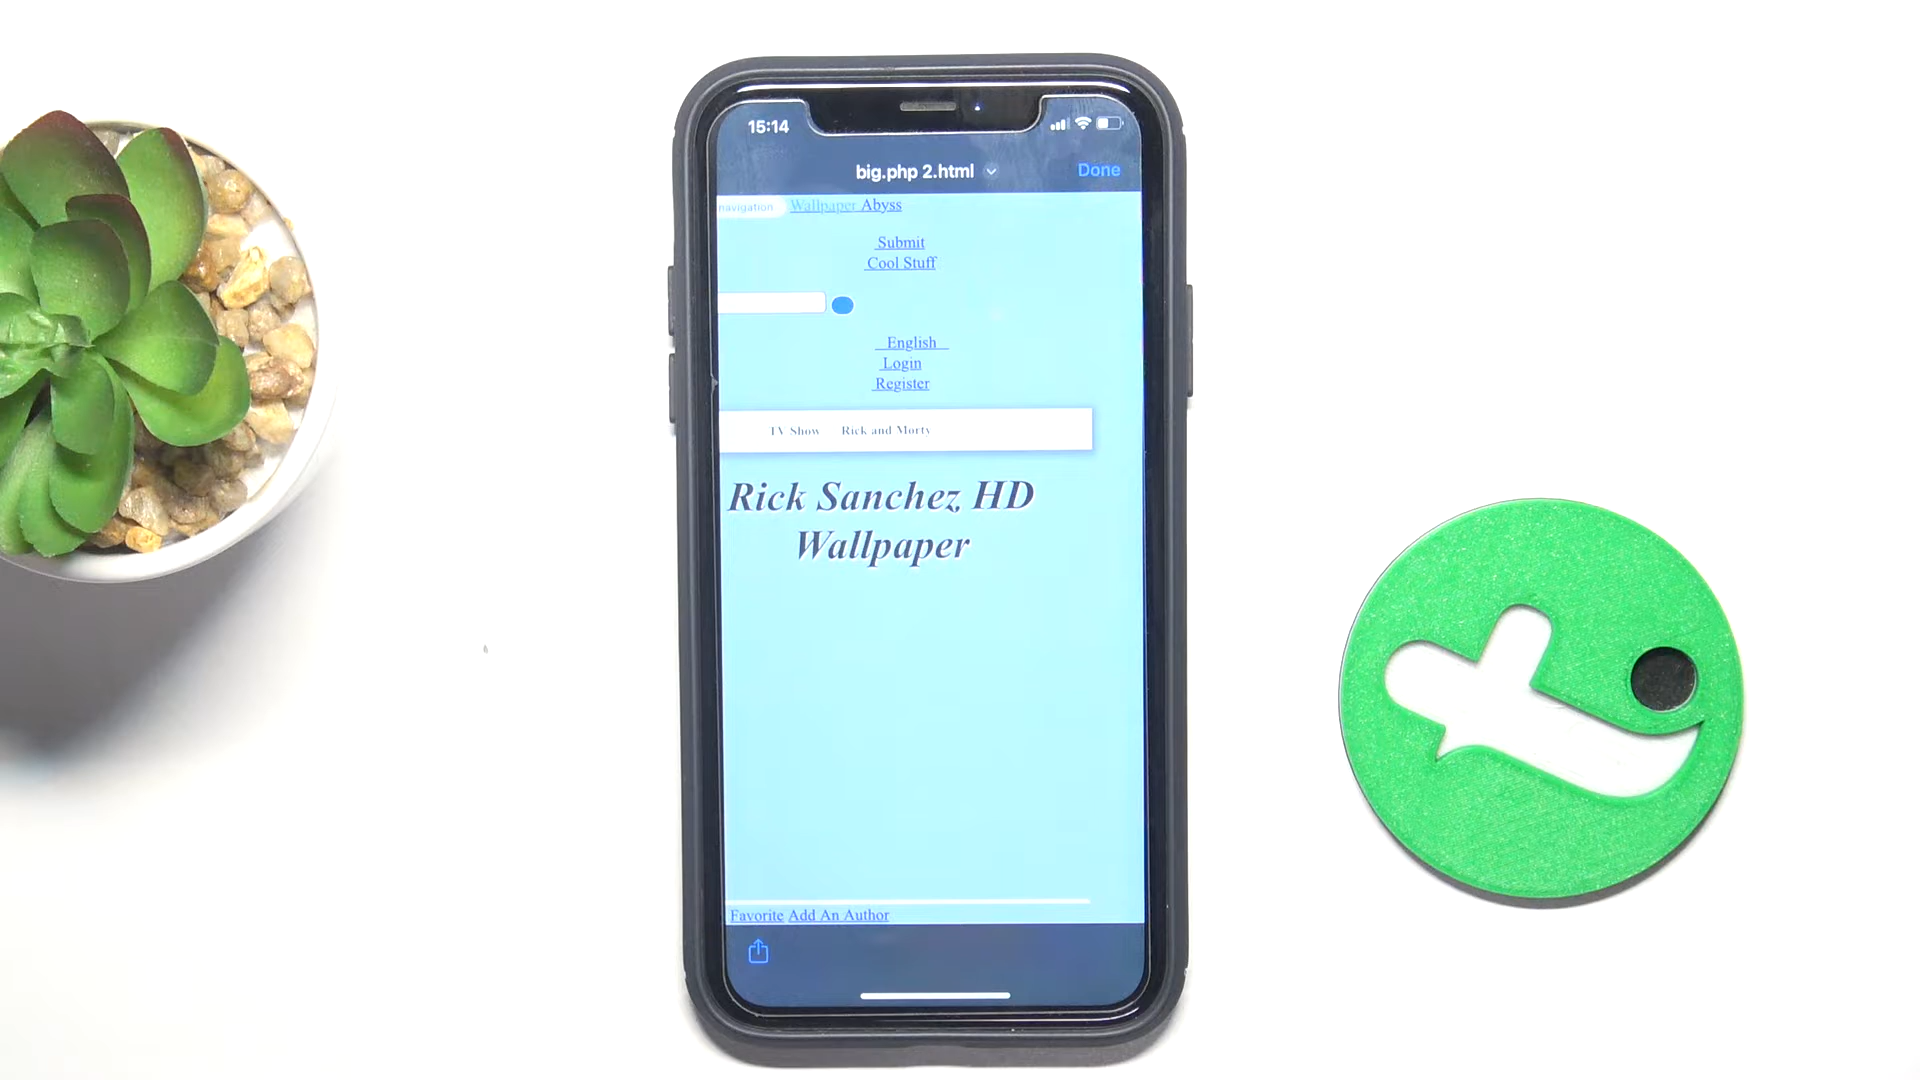 15:14
big.php 2.html
Done
navigation
Wallpaper Abyss
Submit
Cool Stuff
English
Login
Register
TV Show Rick and Morty
Rick Sanchez HD
Wallpaper
Favorite Add An Author